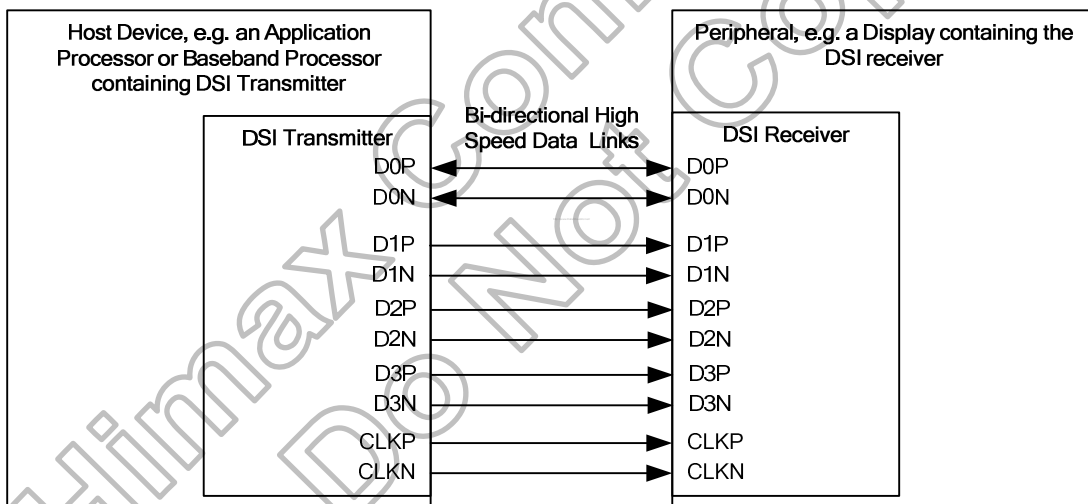 Host Device, e.g. an Application
Processor or Baseband Processor
containing DSI Transmitter
Peripheral, e.g. a Display containing the
DSI receiver
Bi-directional High
Speed Data Links
DSI Transmitter
D0P
D0N
D1P
D1N
D2P
D2N
D3P
D3N
CLKP
CLKN
DSI Receiver
D0P
D0N
D1P
D1N
D2P
D2N
D3P
D3N
CLKP
CLKN
Himax Con
Do Not Co